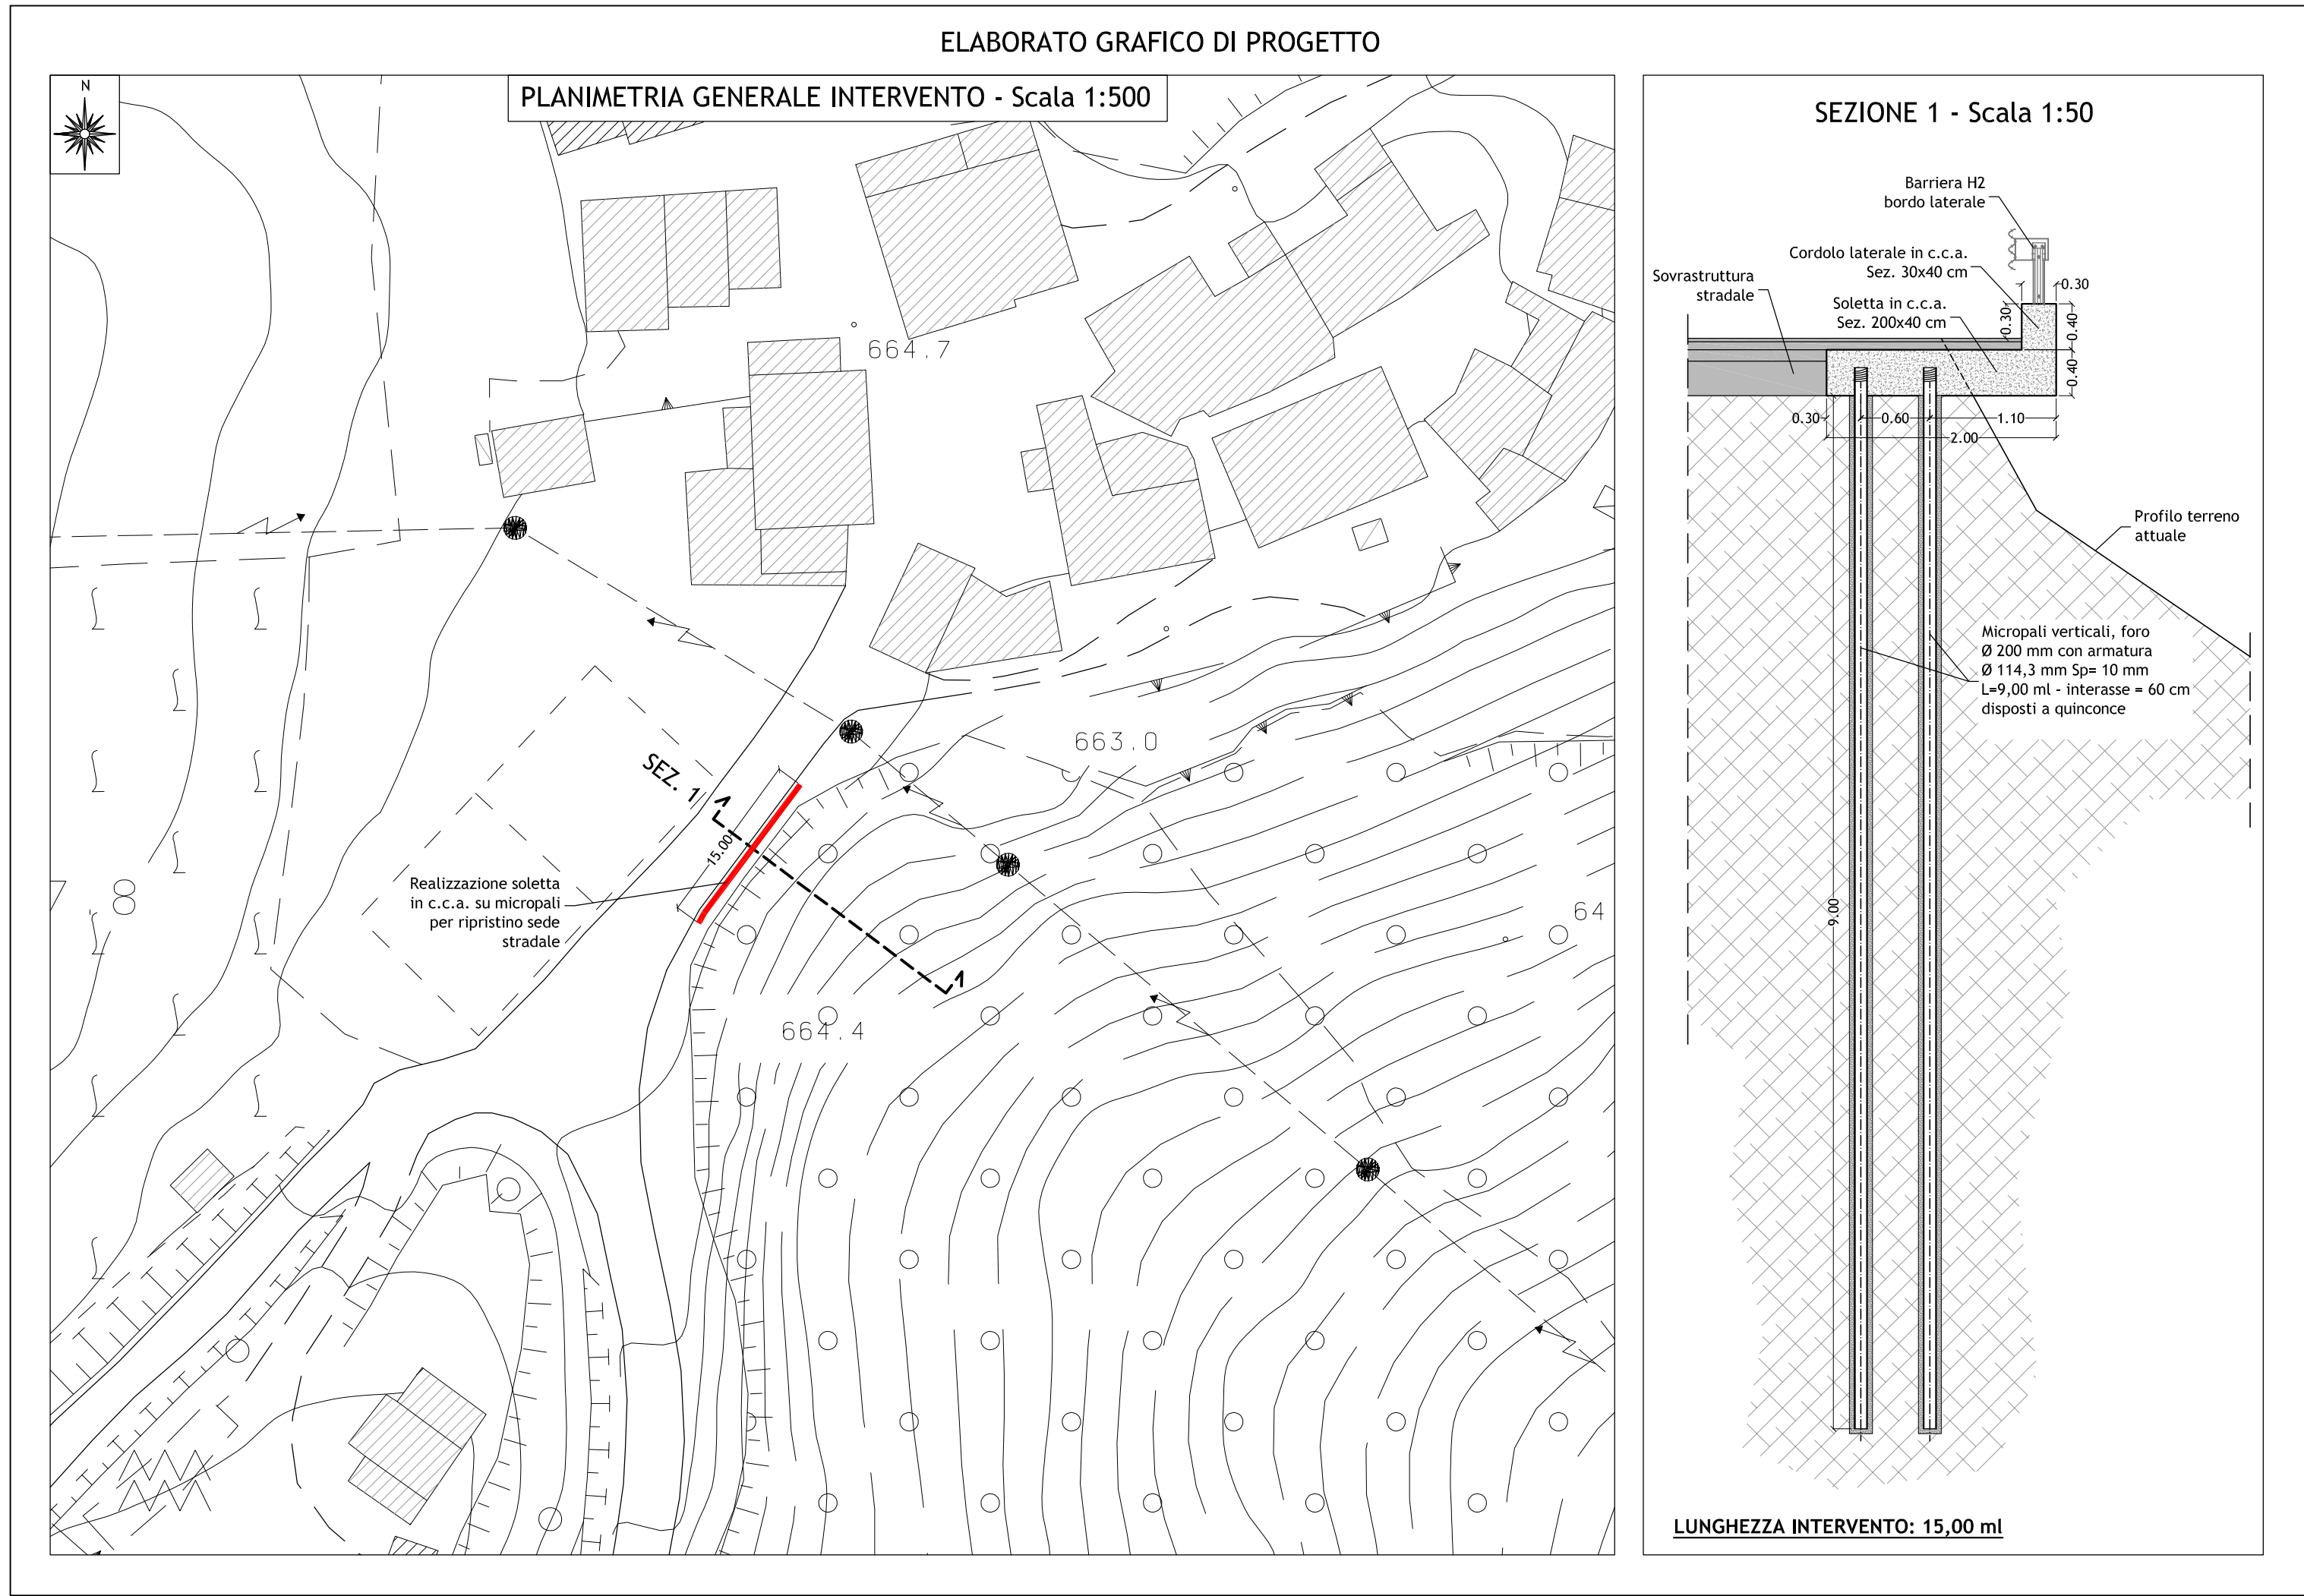 ELABORATO GRAFICO DI PROGETTO
N
PLANIMETRIA GENERALE INTERVENTO - Scala 1:500
664.7
663.0
SEZ. 1
1
15.00
Realizzazione soletta
in c.c.a. su micropali
per ripristino sede
stradale
8
64
664.4
SEZIONE 1 - Scala 1:50
Barriera H2
bordo laterale
Cordolo laterale in c.c.a.
Sez. 30x40 cm
Sovrastruttura
stradale
Soletta in c.c.a.
Sez. 200x40 cm
0.30
0.30
0.40
0.40
0.30
0.60
1.10
2.00
Profilo terreno
attuale
Micropali verticali, foro
Ø 200 mm con armatura
Ø 114,3 mm Sp= 10 mm
L=9,00 ml - interasse = 60 cm
disposti a quinconce
9.00
LUNGHEZZA INTERVENTO: 15,00 ml